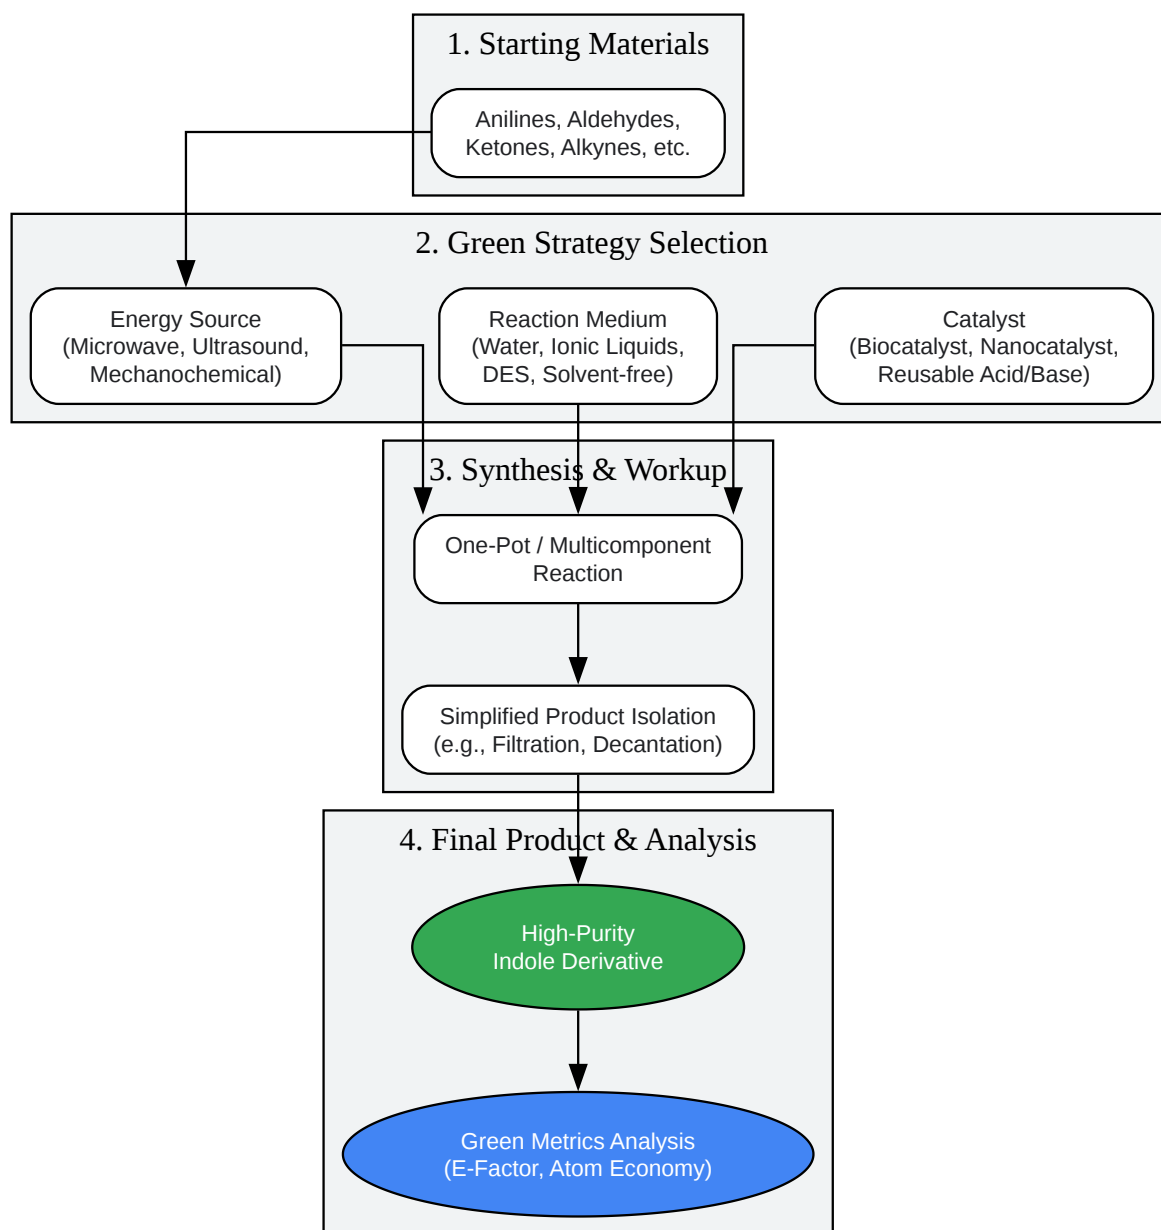 1. Starting Materials
Anilines, Aldehydes,
Ketones, Alkynes, etc.
2. Green Strategy Selection
Energy Source
(Microwave, Ultrasound,
Mechanochemical)
Reaction Medium
(Water, Ionic Liquids,
DES, Solvent-free)
Catalyst
(Biocatalyst, Nanocatalyst,
Reusable Acid/Base)
3. Synthesis & Workup
One-Pot / Multicomponent
Reaction
Simplified Product Isolation
(e.g., Filtration, Decantation)
4. Final Product & Analysis
High-Purity
Indole Derivative
Green Metrics Analysis
(E-Factor, Atom Economy)